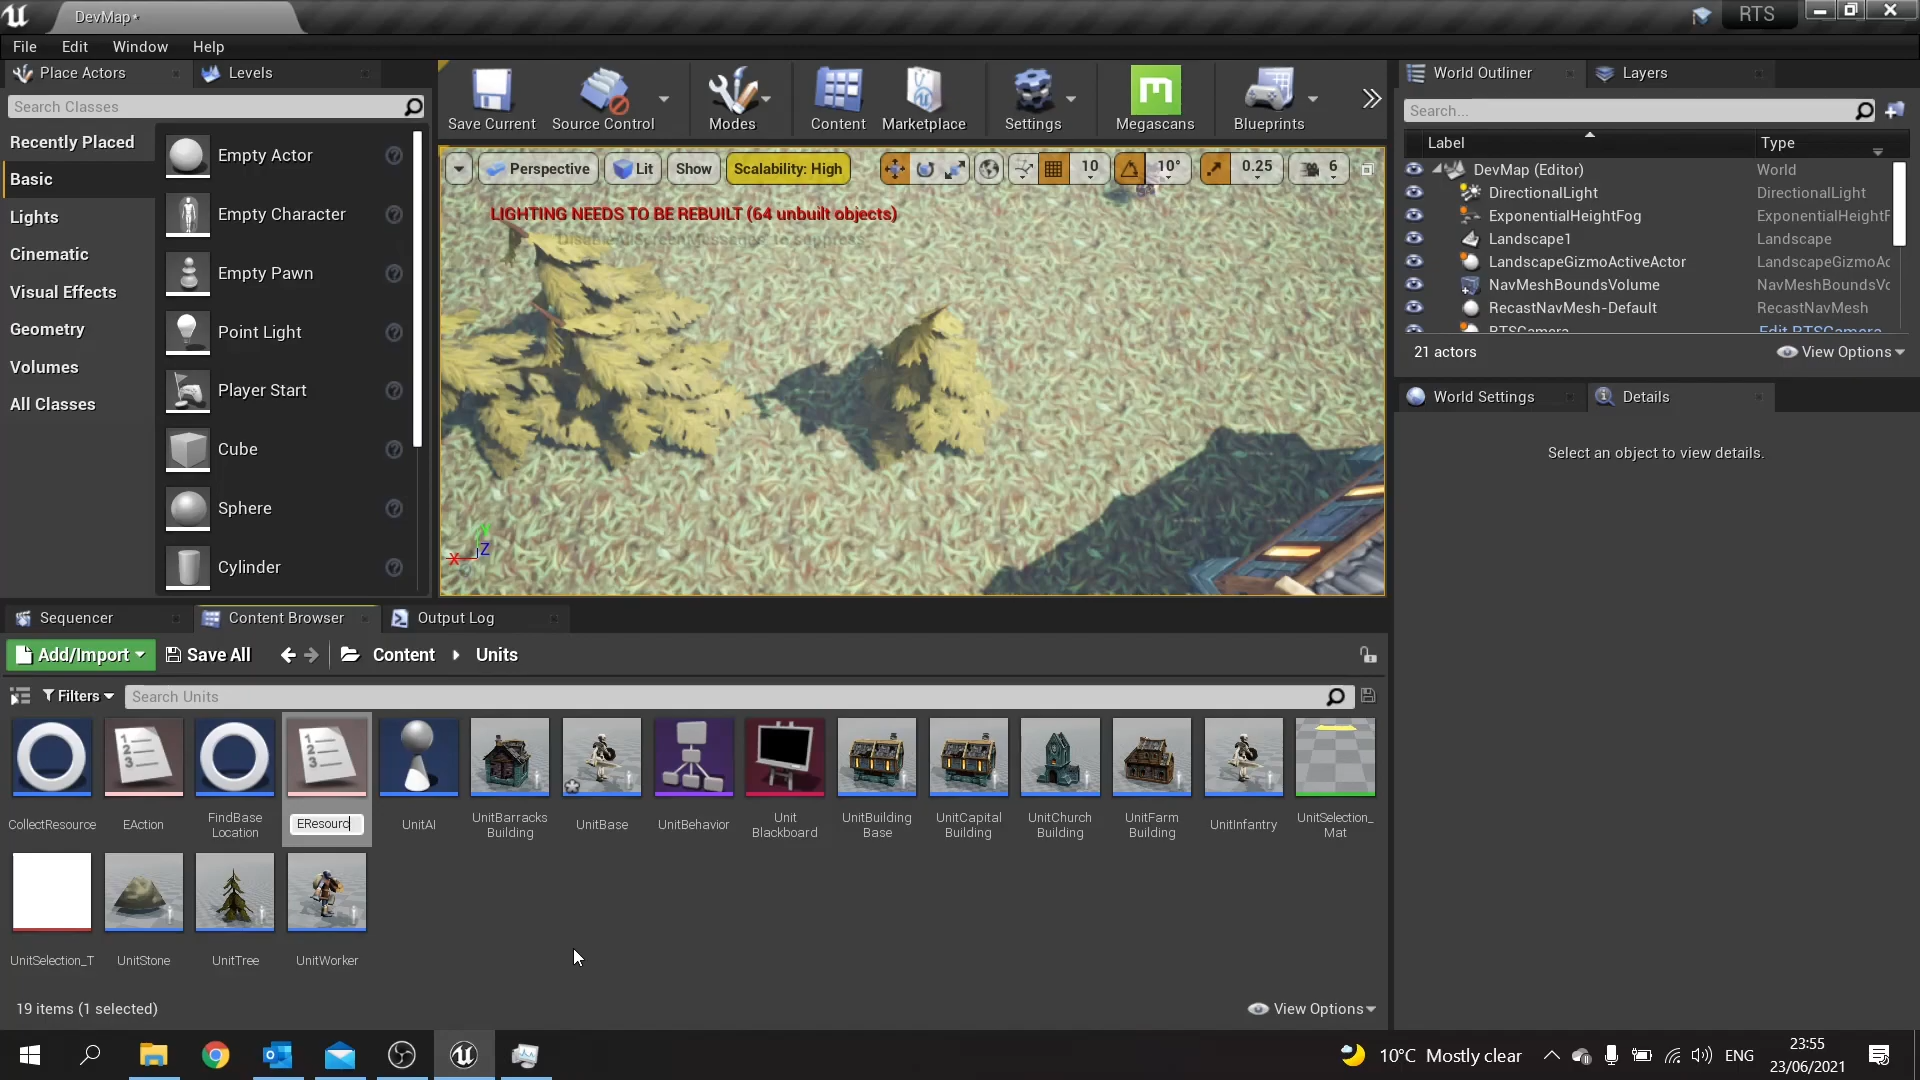 DevMap*
RTS
File
Edit
Window
Help
Place Actors
Levels
Search Classes
Recently Placed
Basic
Lights
Cinematic
Visual Effects
Geometry
Volumes
All Classes
Empty Actor
Empty Character
Empty Pawn
Point Light
Player Start
Cube
Sphere
Cylinder
Save Current
Source Control
Modes
Content
Marketplace
Settings
Megascans
Blueprints
Perspective
Lit
Show
Scalability: High
10
10°
0.25
6
LIGHTING NEEDS TO BE REBUILT (64 unbuilt objects)
X
Y
Z
World Outliner
Layers
Search...
Label
Type
DevMap (Editor)
World
DirectionalLight
DirectionalLight
ExponentialHeightFog
ExponentialHeightF
Landscape1
Landscape
LandscapeGizmoActiveActor
LandscapeGizmoAc
NavMeshBoundsVolume
NavMeshBoundsVo
RecastNavMesh-Default
RecastNavMesh
RTSCamera
Edit RTSCamera
21 actors
View Options
World Settings
Details
Select an object to view details.
Sequencer
Content Browser
Output Log
Add/Import
Save All
Content
Units
Filters
Search Units
CollectResource
EAction
FindBase
Location
EResourc
UnitAI
UnitBarracks
Building
UnitBase
UnitBehavior
Unit
Blackboard
UnitBuilding
Base
UnitCapital
Building
UnitChurch
Building
UnitFarm
Building
UnitInfantry
UnitSelection_
Mat
UnitSelection_T
UnitStone
UnitTree
UnitWorker
19 items (1 selected)
View Options
10°C Mostly clear
ENG
23:55
23/06/2021